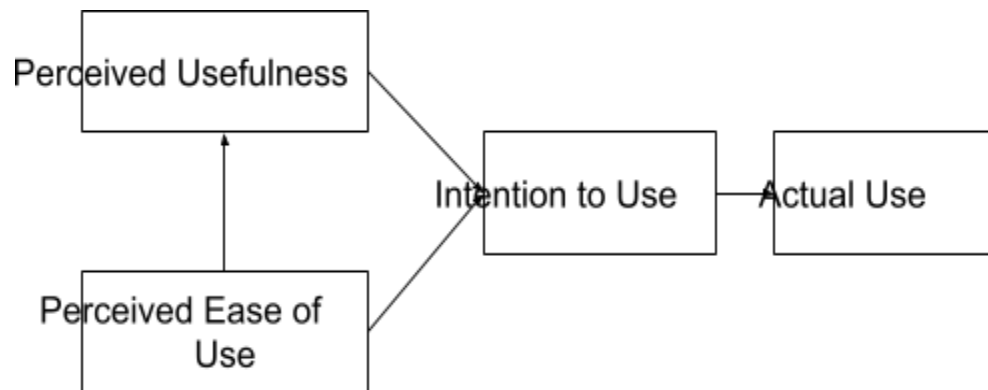 Perceived Usefulness
Intention to Use
Actual Use
Perceived Ease of
Use